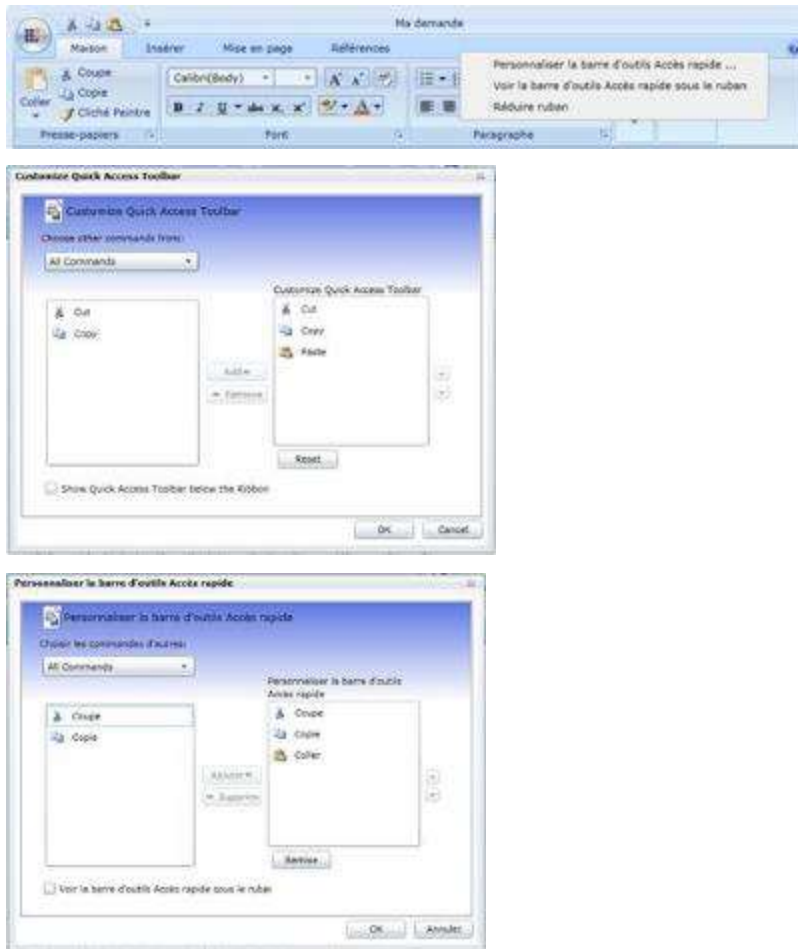 Ma demande
Maison Insérer Mise en page Références
Personnaliser la barre d'outils Accès rapide ...
Voir la barre d'outils Accès rapide sous le ruban
Réduire ruban
Coller
Coupe
Copie
Cliché Peintre
Calibri(Body)
Presse-papiers Font Paragraphe
Customize Quick Access Toolbar
Customize Quick Access Toolbar
Choose other commands from:
All Commands
Customize Quick Access Toolbar
Cut
Copy
Cut
Copy
Paste
Add
Remove
Reset
Show Quick Access Toolbar below the Ribbon
OK Cancel
Personnaliser la barre d'outils Accès rapide
Personnaliser la barre d'outils Accès rapide
Choisir les commandes d'autres:
All Commands
Personnaliser la barre d'outils
Accès rapide
Coupe
Copie
Coupe
Copie
Coller
Ajouter
Supprimer
Remise
Voir la barre d'outils Accès rapide sous le ruban
OK Annuler